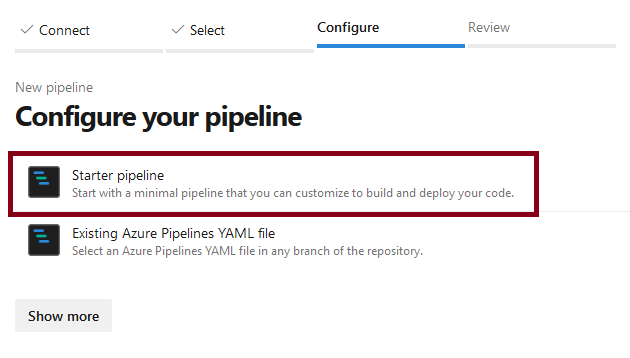 Connect
Select
Configure
Review
New pipeline
Configure your pipeline
Starter pipeline
Start with a minimal pipeline that you can customize to build and deploy your code.
Existing Azure Pipelines YAML file
Select an Azure Pipelines YAML file in any branch of the repository.
Show more